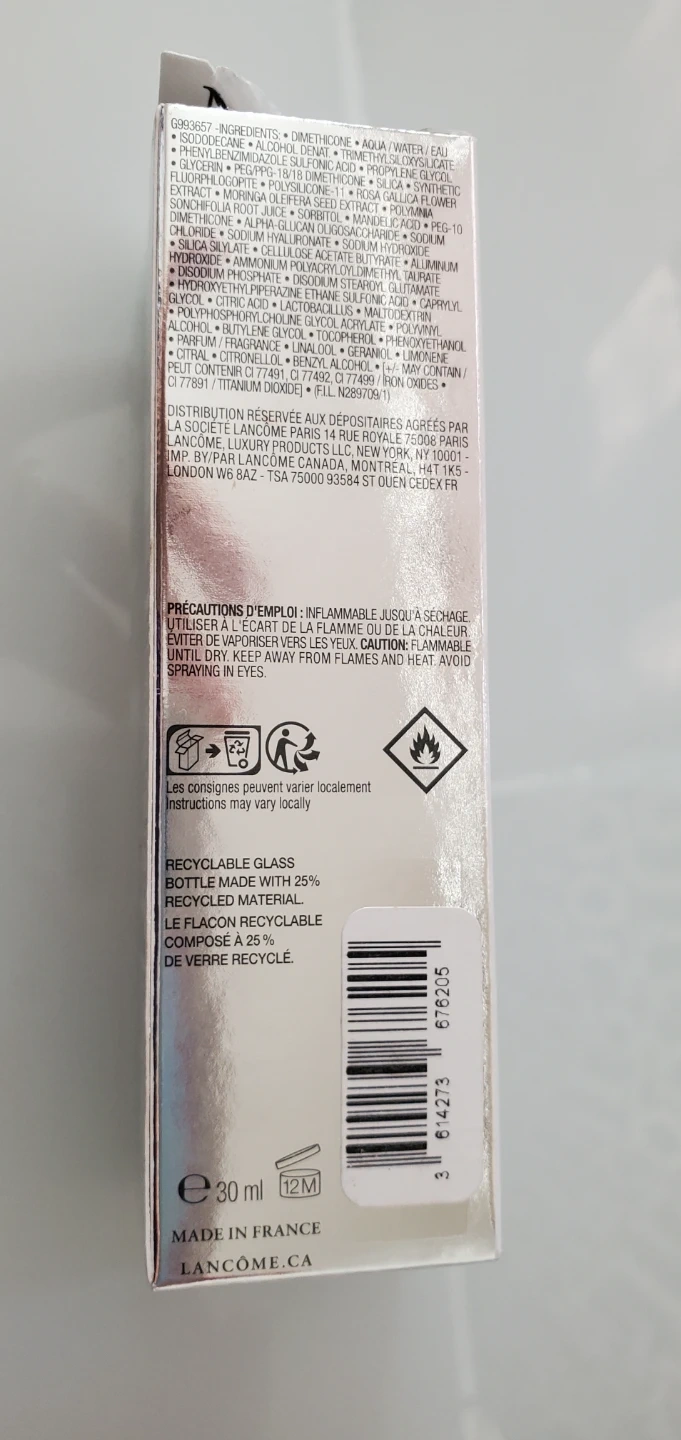 G993657 -INGREDIENTS: • DIMETHICONE • AQUA / WATER / EAU
• ISODODECANE • ALCOHOL DENAT. • TRIMETHYLSILOXYSILICATE
• PHENYLBENZIMIDAZOLE SULFONIC ACID • PROPYLENE GLYCOL
• GLYCERIN • PEG/PPG-18/18 DIMETHICONE • SILICA • SYNTHETIC
FLUORPHLOGOPITE • POLYSILICONE-11 • ROSA GALLICA FLOWER
EXTRACT • MORINGA OLEIFERA SEED EXTRACT • POLYMNIA
SONCHIFOLIA ROOT JUICE • SORBITOL • MANDELIC ACID • PEG-10
DIMETHICONE • ALPHA-GLUCAN OLIGOSACCHARIDE • SODIUM
CHLORIDE • SODIUM HYALURONATE • SODIUM HYDROXIDE
• SILICA SILYLATE • CELLULOSE ACETATE BUTYRATE • ALUMINUM
HYDROXIDE • AMMONIUM POLYACRYLOYLDIMETHYL TAURATE
• DISODIUM PHOSPHATE • DISODIUM STEAROYL GLUTAMATE
• HYDROXYETHYLPIPERAZINE ETHANE SULFONIC ACID • CAPRYLYL
GLYCOL • CITRIC ACID • LACTOBACILLUS • MALTODEXTRIN
• POLYPHOSPHORYLCHOLINE GLYCOL ACRYLATE • POLYVINYL
ALCOHOL • BUTYLENE GLYCOL • TOCOPHEROL • PHENOXYETHANOL
• PARFUM / FRAGRANCE • LINALOOL • GERANIOL • LIMONENE
• CITRAL • CITRONELLOL • BENZYL ALCOHOL • [+/- MAY CONTAIN /
PEUT CONTENIR CI 77491, CI 77492, CI 77499 / IRON OXIDES •
CI 77891 / TITANIUM DIOXIDE] • (F.I.L. N289709/1)
DISTRIBUTION RÉSERVÉE AUX DÉPOSITAIRES AGRÉÉS PAR
LA SOCIÉTÉ LANCÔME PARIS 14 RUE ROYALE 75008 PARIS
LANCÔME, LUXURY PRODUCTS LLC, NEW YORK, NY 10001 -
IMP. BY/PAR LANCÔME CANADA, MONTRÉAL, H4T 1K5 -
LONDON W6 8AZ - TSA 75000 93584 ST OUEN CEDEX FR
PRÉCAUTIONS D'EMPLOI : INFLAMMABLE JUSQU'À SÉCHAGE.
UTILISER À L'ÉCART DE LA FLAMME OU DE LA CHALEUR.
ÉVITER DE VAPORISER VERS LES YEUX. CAUTION: FLAMMABLE
UNTIL DRY. KEEP AWAY FROM FLAMES AND HEAT. AVOID
SPRAYING IN EYES.
Les consignes peuvent varier localement
Instructions may vary locally
RECYCLABLE GLASS
BOTTLE MADE WITH 25%
RECYCLED MATERIAL.
LE FLACON RECYCLABLE
COMPOSÉ À 25 %
DE VERRE RECYCLÉ.
3 614273 676205
e 30 ml
12 M
MADE IN FRANCE
LANCÔME.CA